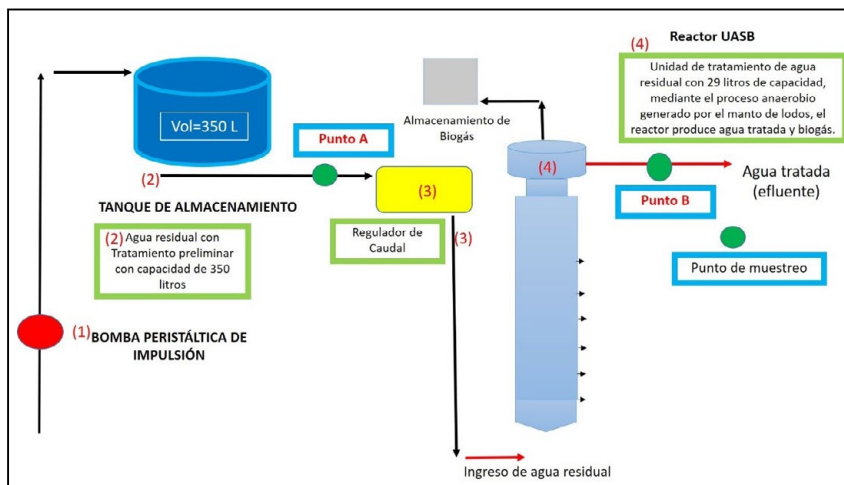 (4)
Reactor UASB
Unidad de tratamiento de agua
residual con 29 litros de capacidad,
mediante el proceso anaerobio
generado por el manto de lodos, el
reactor produce agua tratada y biogás.
Vol=350 L
Almacenamiento de
Biogás
Punto A
(2)
(3)
(4)
Agua tratada
(efluente)
Punto B
TANQUE DE ALMACENAMIENTO
Regulador de
Caudal
(3)
(2) Agua residual con
Tratamiento preliminar
con capacidad de 350
litros
Punto de muestreo
(1) BOMBA PERISTÁLTICA DE
IMPULSIÓN
Ingreso de agua residual